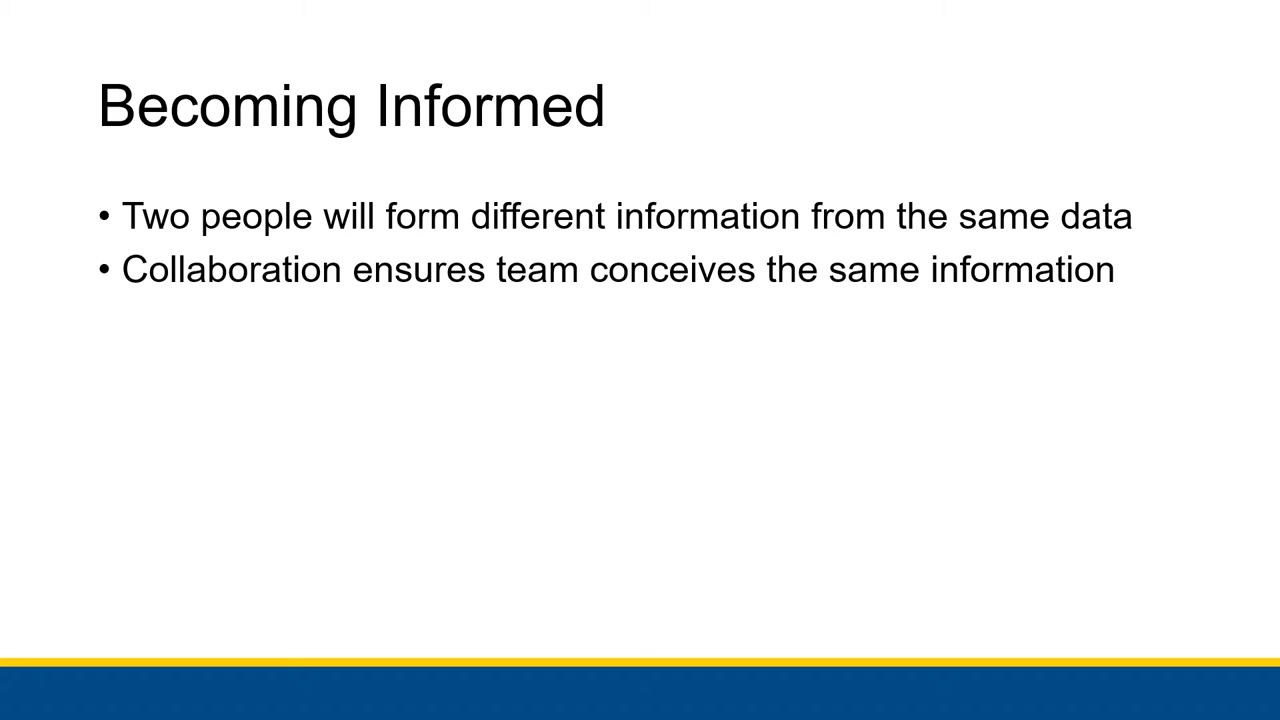 Becoming Informed
• Two people will form different information from the same data
• Collaboration ensures team conceives the same information